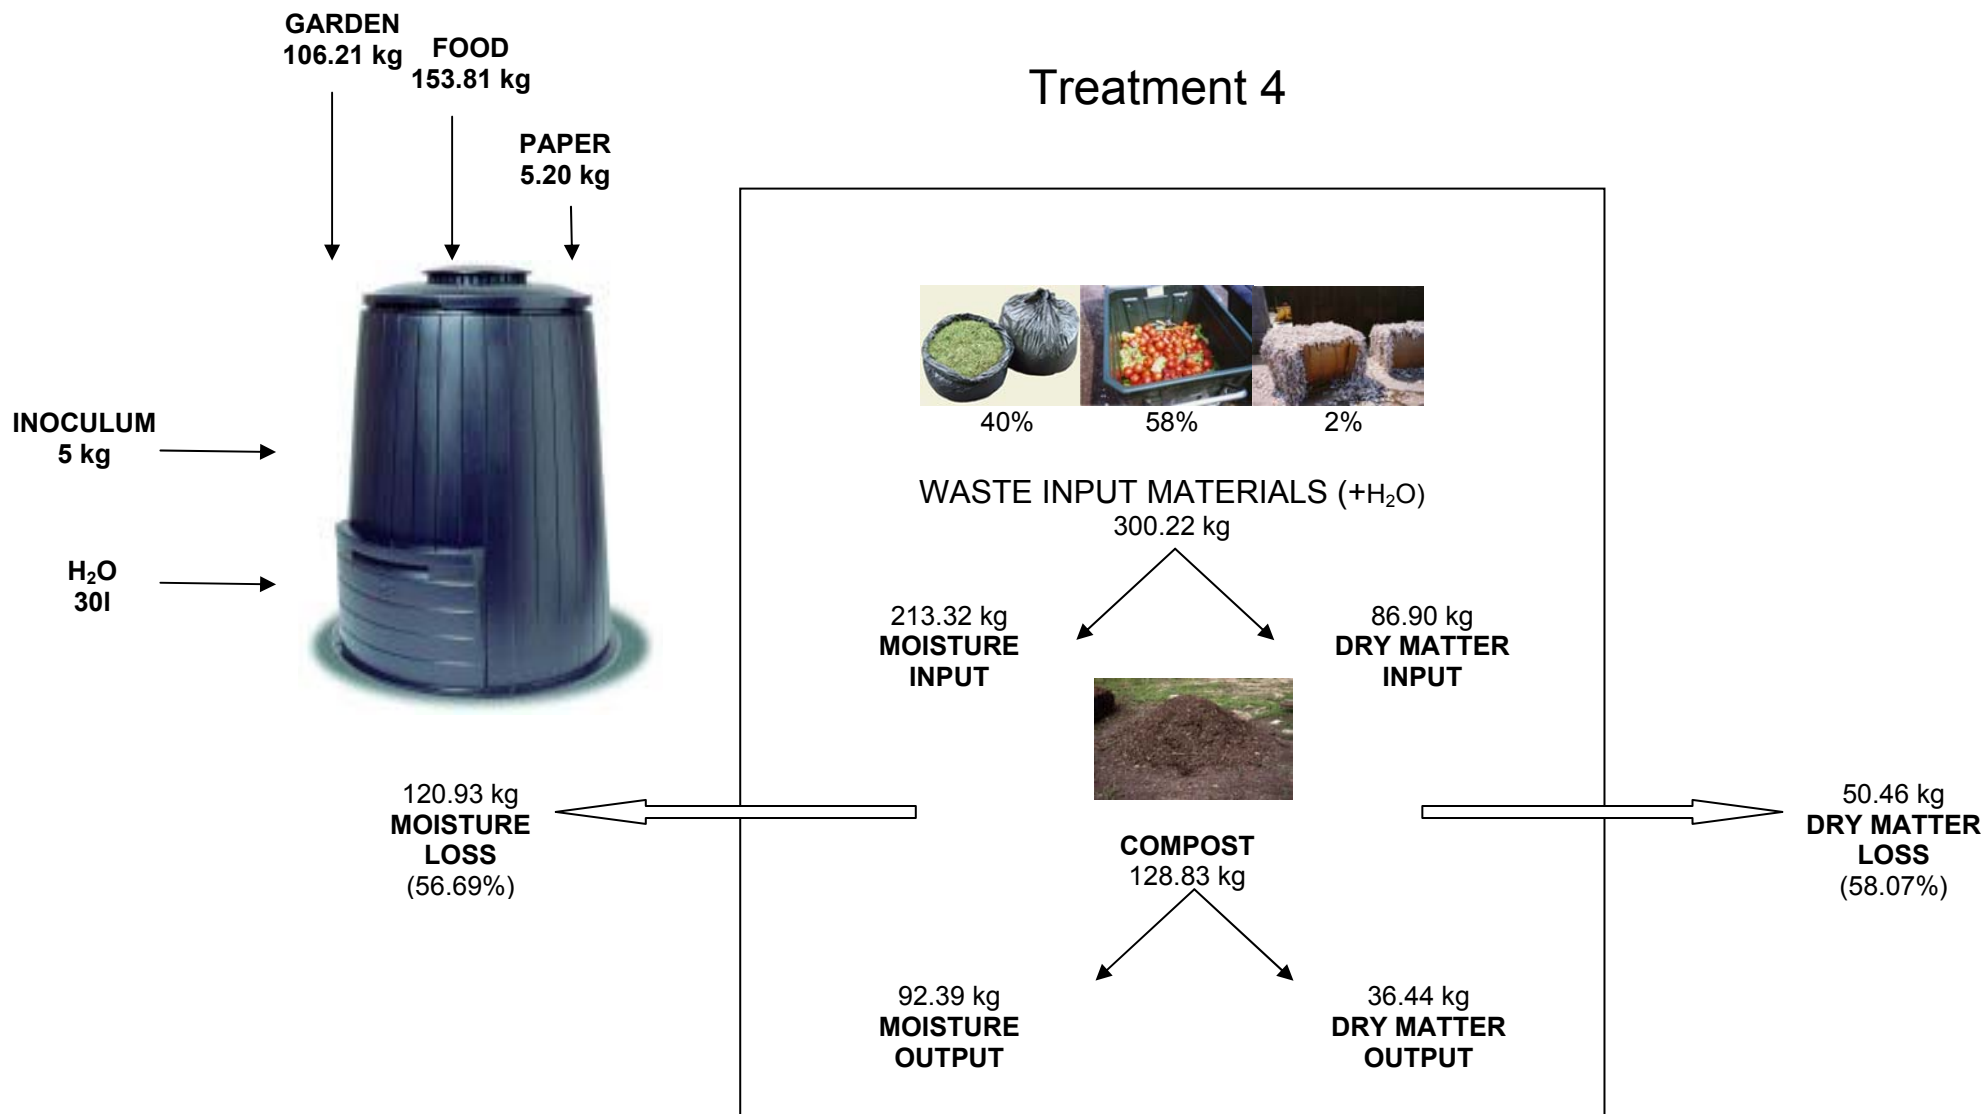 GARDEN
106.21 kg
FOOD
153.81 kg
Treatment 4
PAPER
5.20 kg
40%
58%
2%
INOCULUM
5 kg
WASTE INPUT MATERIALS (+H₂O)
300.22 kg
H₂O
30l
213.32 kg
MOISTURE
INPUT
86.90 kg
DRY MATTER
INPUT
120.93 kg
MOISTURE
LOSS
(56.69%)
50.46 kg
DRY MATTER
LOSS
(58.07%)
COMPOST
128.83 kg
92.39 kg
MOISTURE
OUTPUT
36.44 kg
DRY MATTER
OUTPUT